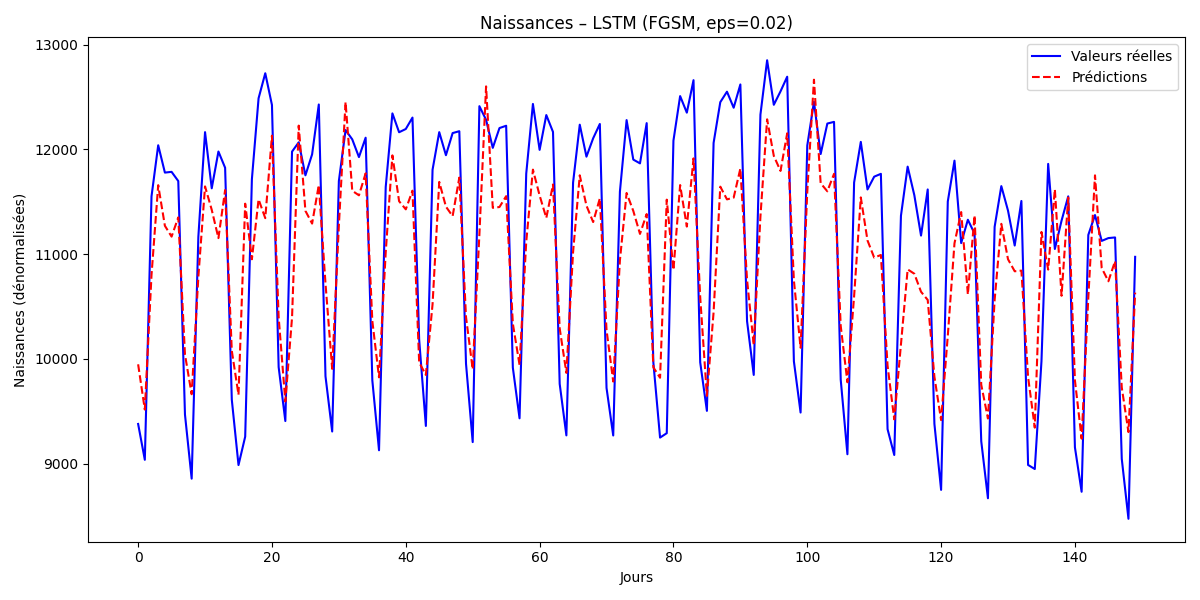 Naissances – LSTM (FGSM, eps=0.02)
Valeurs réelles
Prédictions
Naissances (dénormalisées)
13000
12000
11000
10000
9000
0 20 40 60 80 100 120 140
Jours